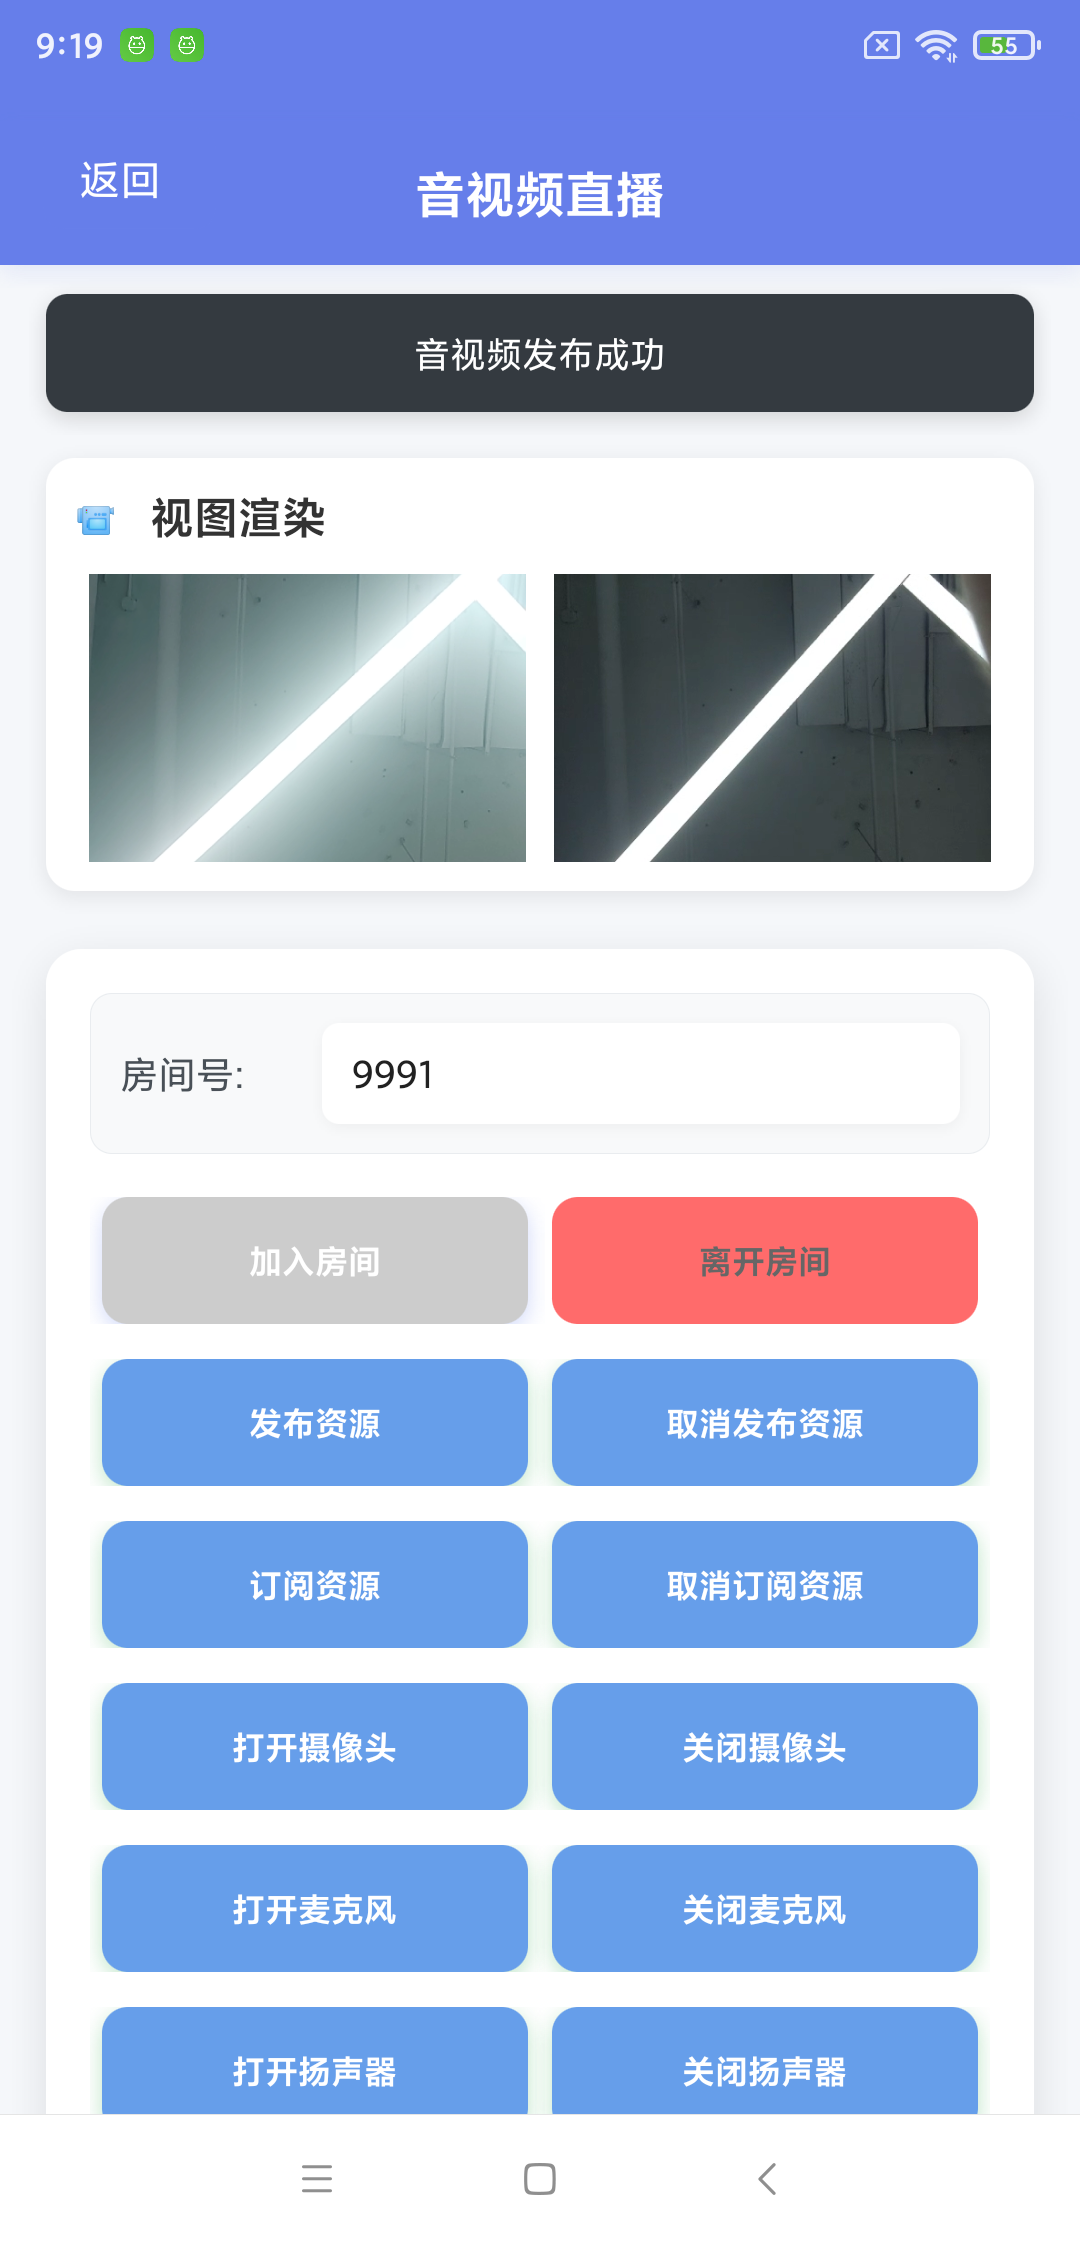 9:19
55
返回
音视频直播
音视频发布成功
视图渲染
房间号:
9991
加入房间
离开房间
发布资源
取消发布资源
订阅资源
取消订阅资源
打开摄像头
关闭摄像头
打开麦克风
关闭麦克风
打开扬声器
关闭扬声器